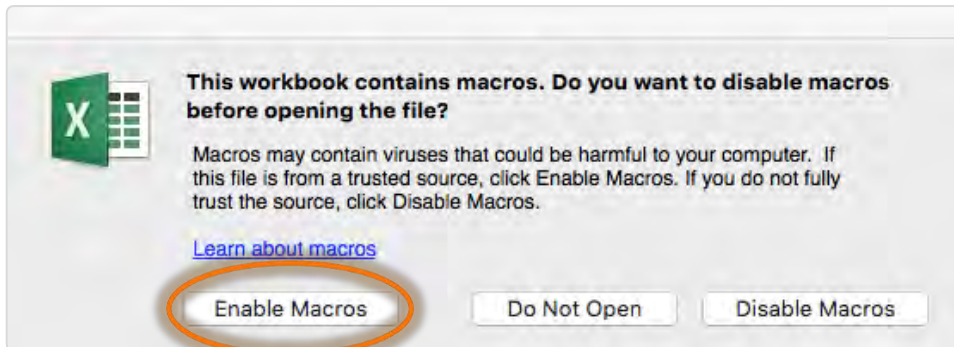 This workbook contains macros. Do you want to disable macros
before opening the file?
Macros may contain viruses that could be harmful to your computer. If
this file is from a trusted source, click Enable Macros. If you do not fully
trust the source, click Disable Macros.
Learn about macros
Enable Macros Do Not Open Disable Macros